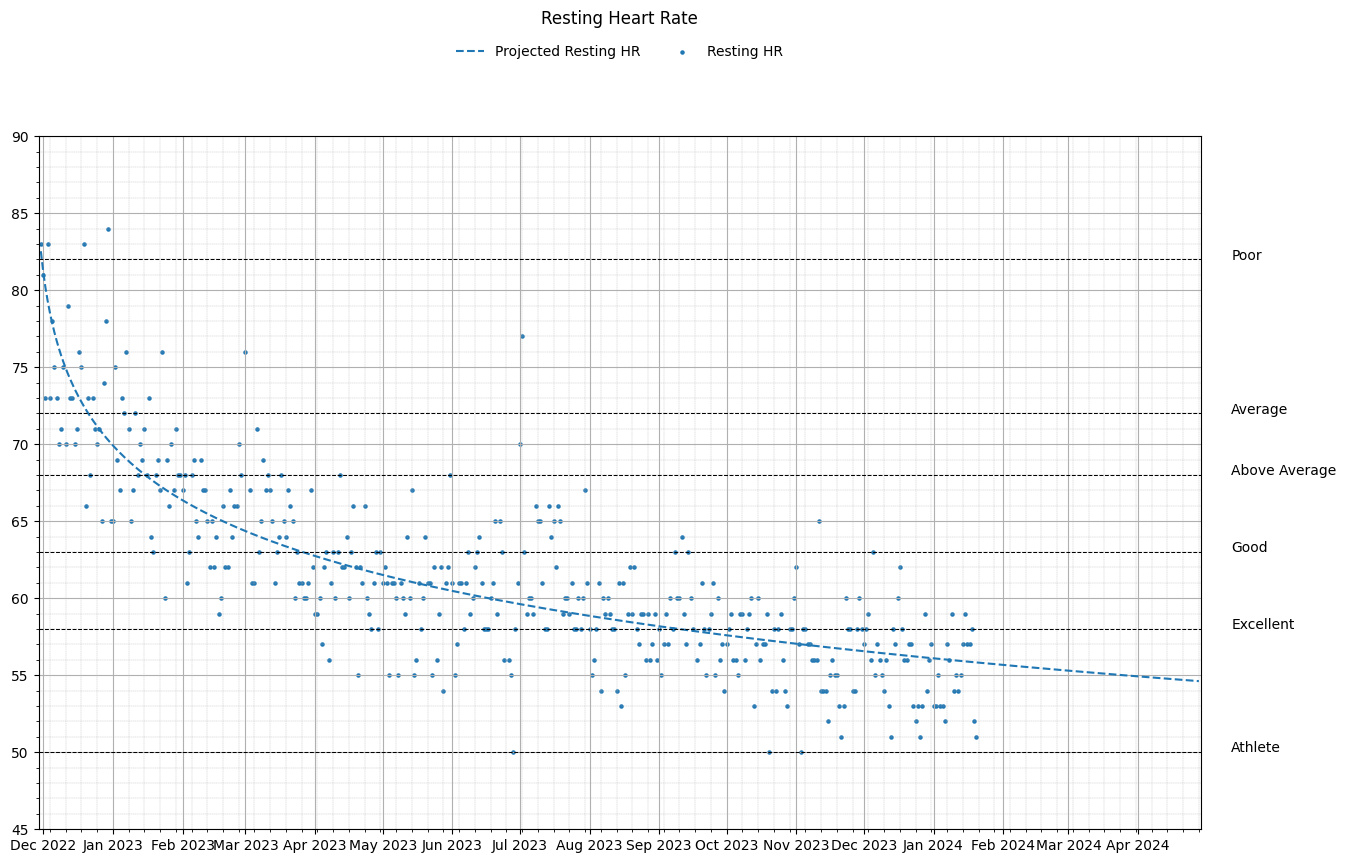 Resting Heart Rate
Projected Resting HR Resting HR
90
85
Poor
80
75
Average
70
Above Average
65
Good
60
Excellent
55
50
Athlete
45
Dec 2022 Jan 2023 Feb 2023 Mar 2023 Apr 2023 May 2023 Jun 2023 Jul 2023 Aug 2023 Sep 2023 Oct 2023 Nov 2023 Dec 2023 Jan 2024 Feb 2024 Mar 2024 Apr 2024